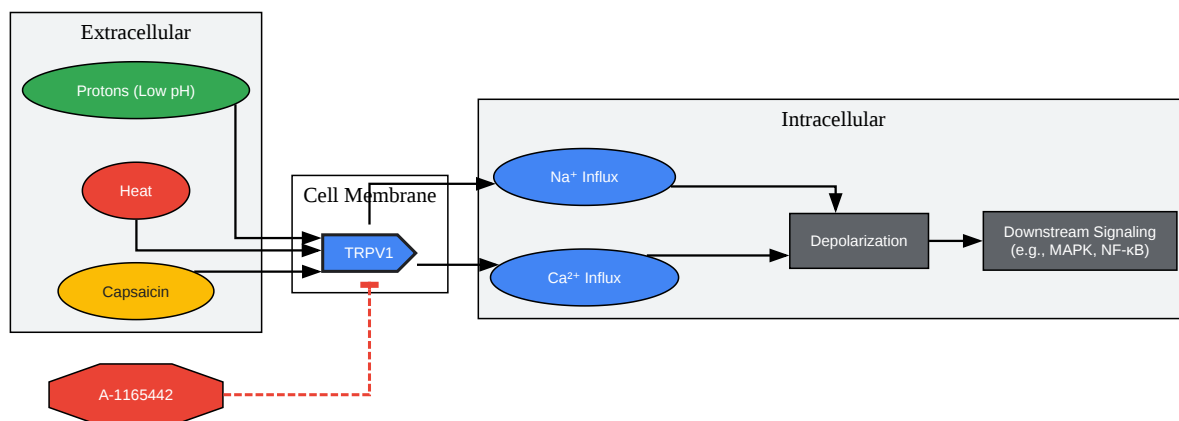 Extracellular
Protons (Low pH)
Heat
Capsaicin
Cell Membrane
TRPV1
A-1165442
Intracellular
Na⁺ Influx
Ca²⁺ Influx
Depolarization
Downstream Signaling
(e.g., MAPK, NF-κB)